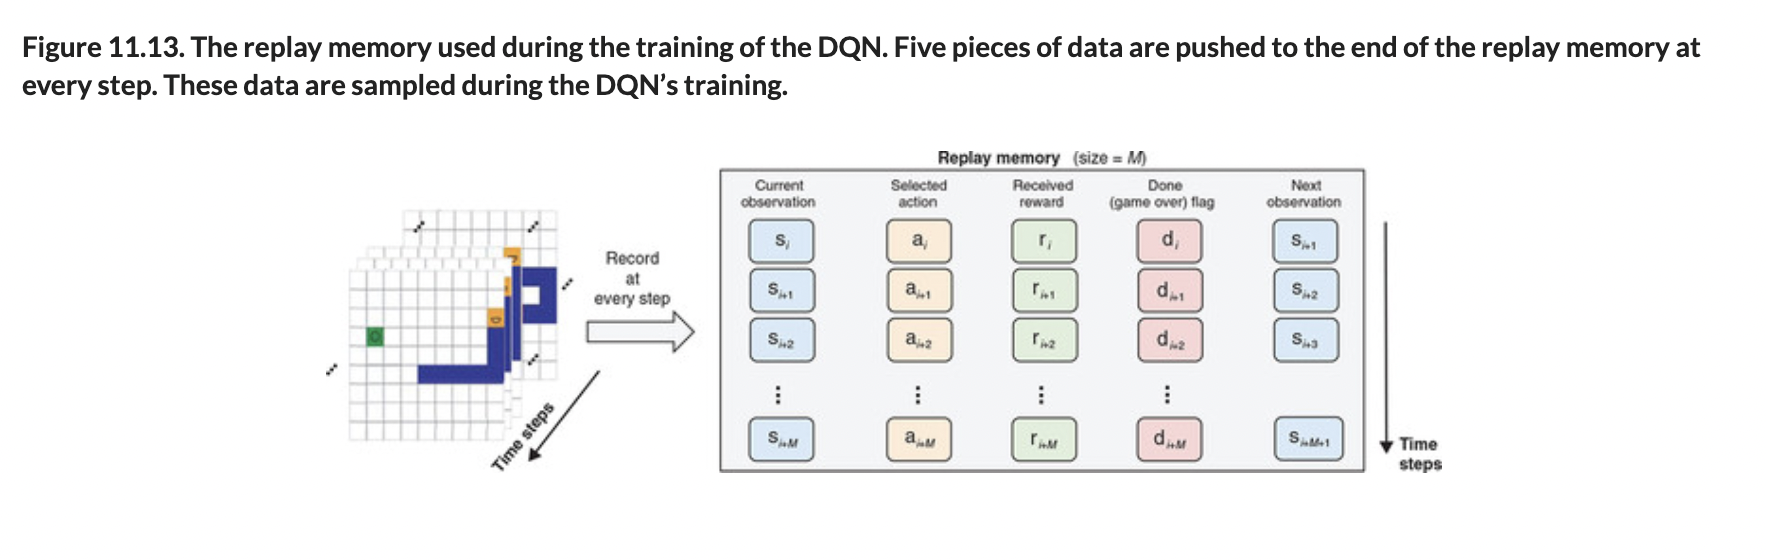 Figure 11.13. The replay memory used during the training of the DQN. Five pieces of data are pushed to the end of the replay memory at
every step. These data are sampled during the DQN’s training.
Replay memory (size = M)
Current
observation
Selected
action
Received
reward
Done
(game over) flag
Next
observation
s_i a_i r_i d_i s_{i+1}
s_{i+1} a_{i+1} r_{i+1} d_{i+1} s_{i+2}
s_{i+2} a_{i+2} r_{i+2} d_{i+2} s_{i+3}
s_{i+M} a_{i+M} r_{i+M} d_{i+M} s_{i+M+1}
Record
at
every step
Time steps
Time
steps